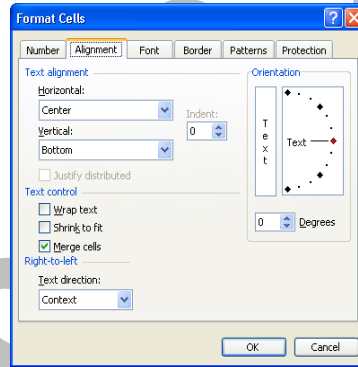 Format Cells
Number Alignment Font Border Patterns Protection
Text alignment
Horizontal:
Center
Indent:
Vertical:
0
Bottom
Justify distributed
Text control
Wrap text
Shrink to fit
Merge cells
Right-to-left
Text direction:
Context
Orientation
Text
Text
0 Degrees
OK Cancel